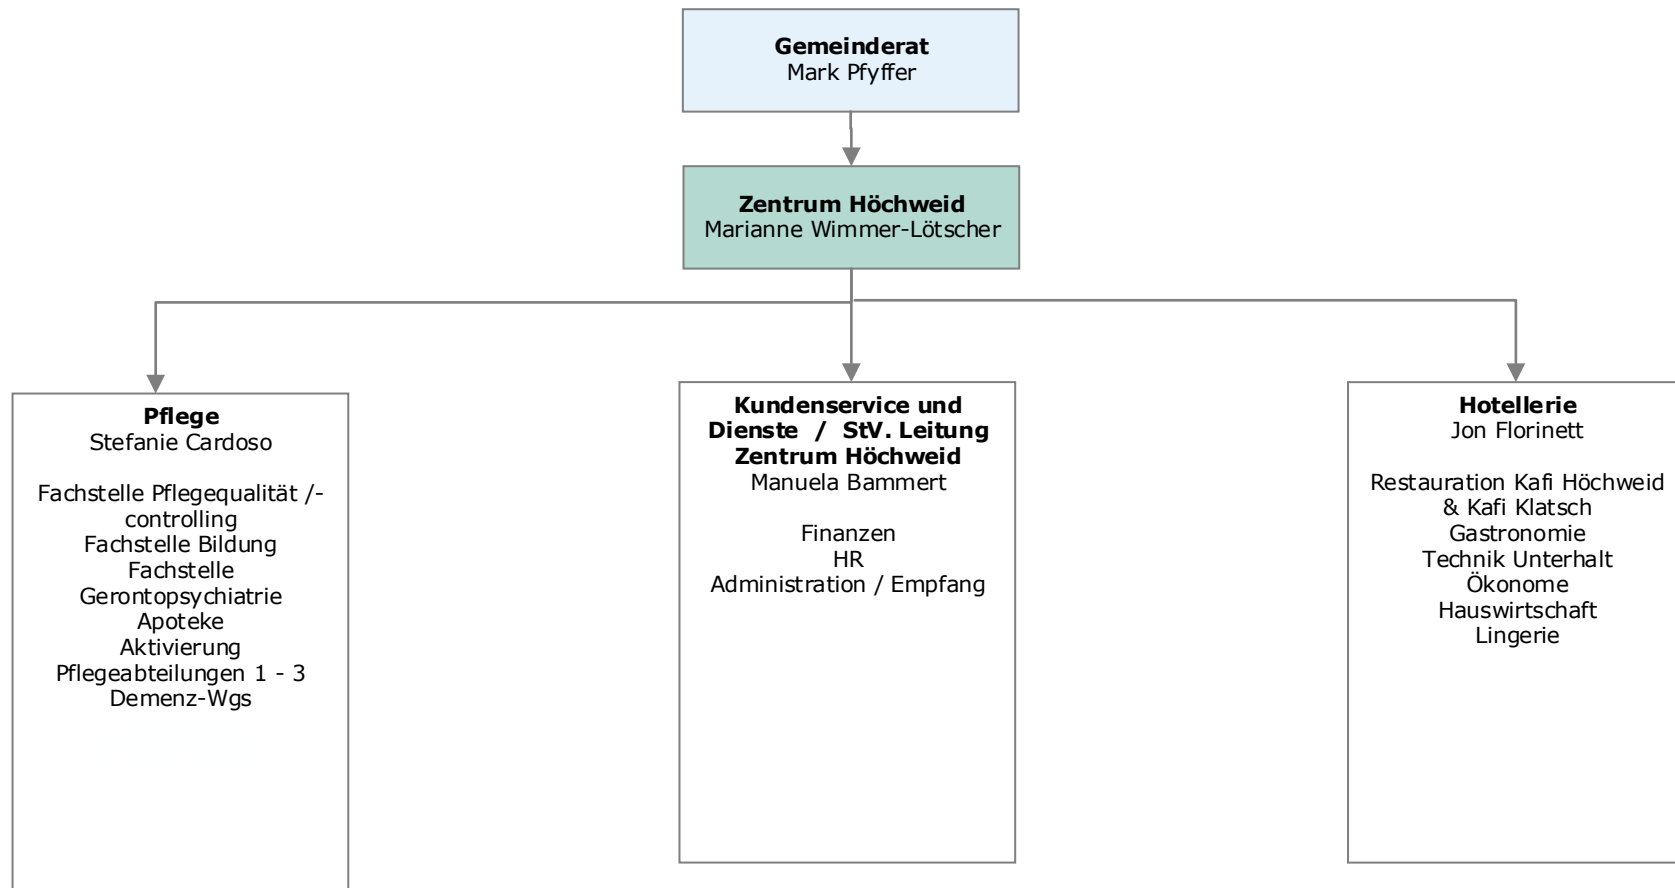 Gemeinderat
Mark Pfyffer
Zentrum Höchweid
Marianne Wimmer-Lötscher
Pflege
Stefanie Cardoso
Fachstelle Pflegequalität /-
controlling
Fachstelle Bildung
Fachstelle
Gerontopsychiatrie
Apoteke
Aktivierung
Pflegeabteilungen 1 - 3
Demenz-Wgs
Kundenservice und
Dienste / StV. Leitung
Zentrum Höchweid
Manuela Bammert
Finanzen
HR
Administration / Empfang
Hotellerie
Jon Florinett
Restauration Kafi Höchweid
& Kafi Klatsch
Gastronomie
Technik Unterhalt
Ökonome
Hauswirtschaft
Lingerie